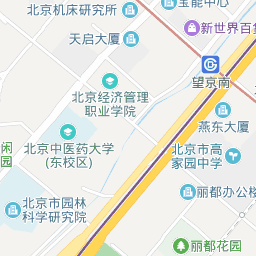 宝能中心
北京机床研究所
新世界百货
天启大厦
望京南
北京经济管理
职业学院
燕东大厦
北京中医药大学
(东校区)
北京市高
家园中学
闲
园
丽都办公楼
北京市园林
科学研究院
丽都花园